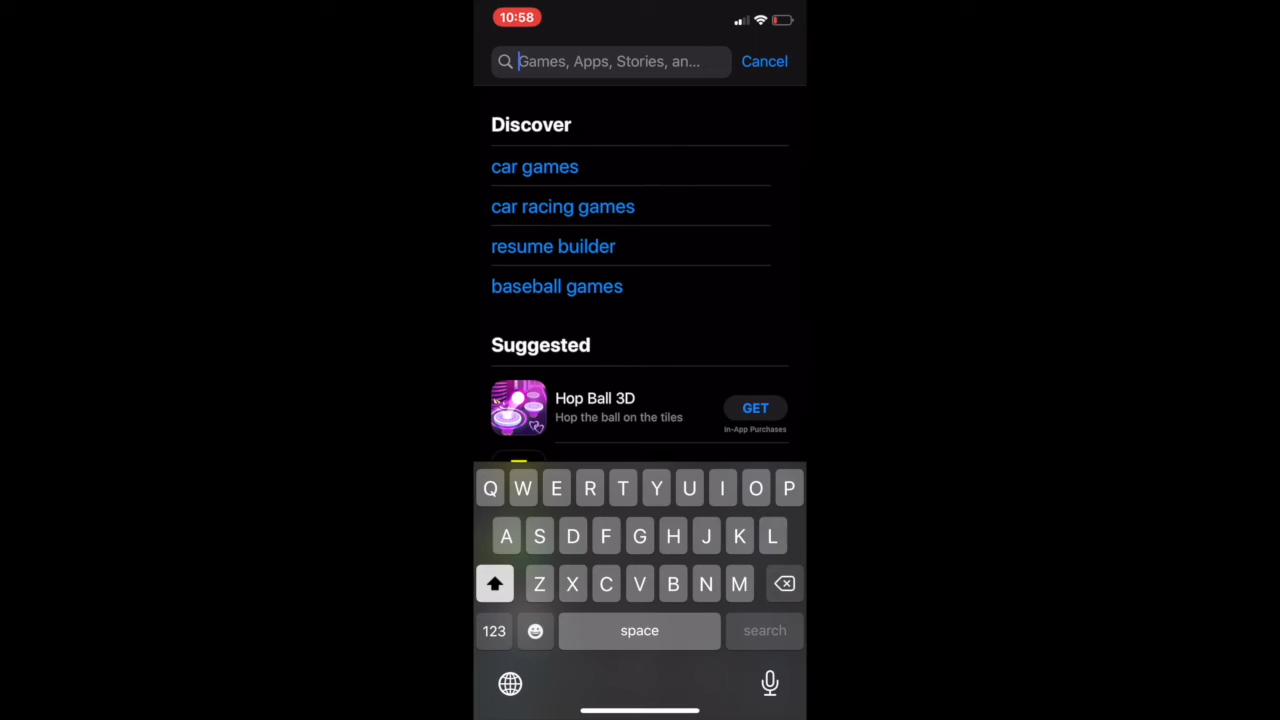 10:58
Games, Apps, Stories, an...
Cancel
Discover
car games
car racing games
resume builder
baseball games
Suggested
Hop Ball 3D
Hop the ball on the tiles
GET
In-App Purchases
Q W E R T Y U I O P
A S D F G H J K L
Z X C V B N M
123 space search